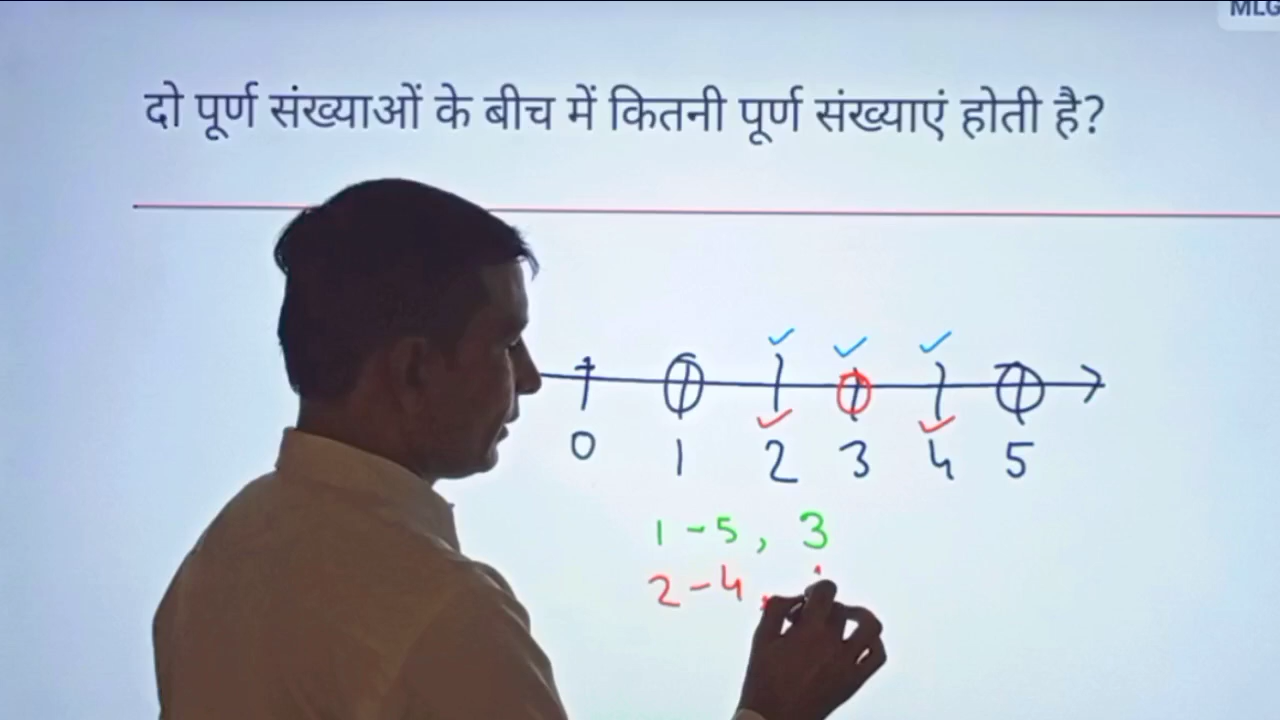 MLG
दो पूर्ण संख्याओं के बीच में कितनी पूर्ण संख्याएं होती है?
0 1 2 3 4 5
1-5, 3
2-4,